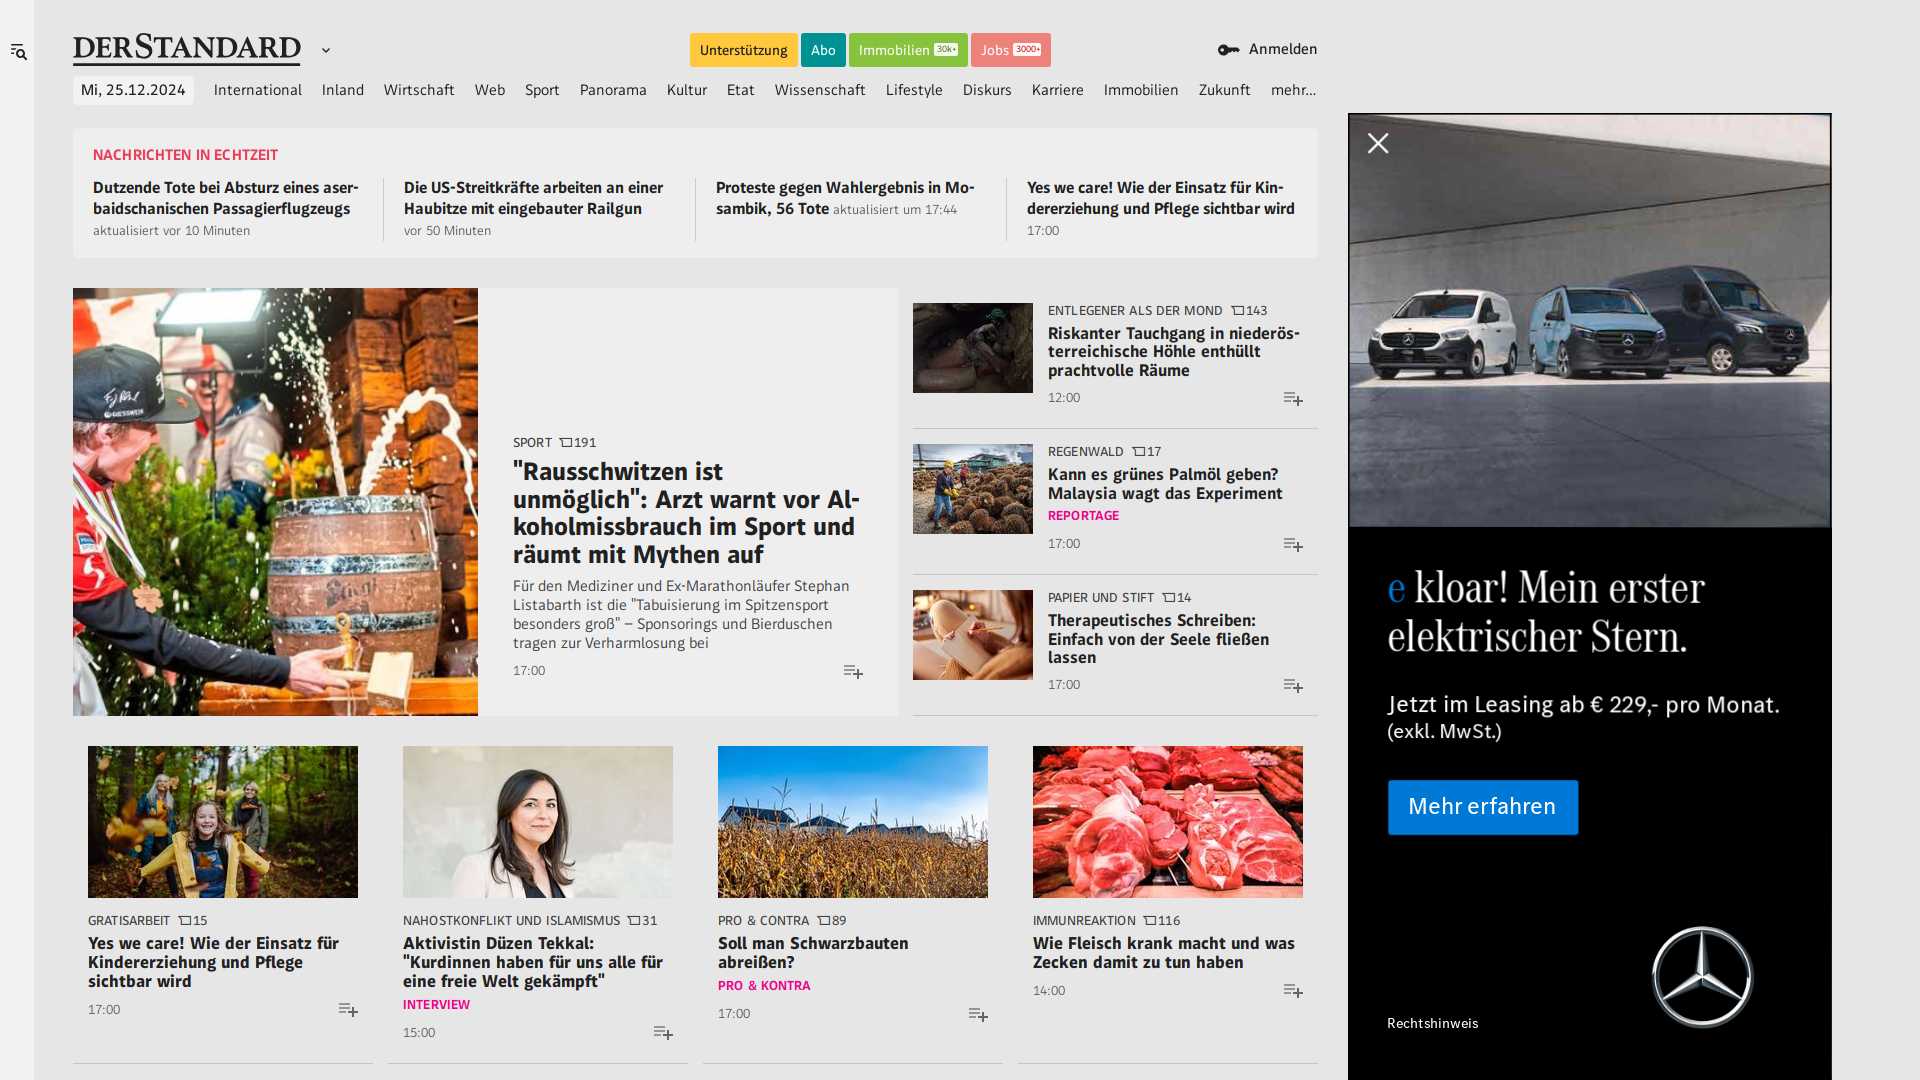 DERSTANDARD
Unterstützung
Abo
Immobilien 30k+
Jobs 3000+
Anmelden
Mi, 25.12.2024
International
Inland
Wirtschaft
Web
Sport
Panorama
Kultur
Etat
Wissenschaft
Lifestyle
Diskurs
Karriere
Immobilien
Zukunft
mehr...
NACHRICHTEN IN ECHTZEIT
Dutzende Tote bei Absturz eines aser-
baidschanischen Passagierflugzeugs
aktualisiert vor 10 Minuten
Die US-Streitkräfte arbeiten an einer
Haubitze mit eingebauter Railgun
vor 50 Minuten
Proteste gegen Wahlergebnis in Mo-
sambik, 56 Tote aktualisiert um 17:44
Yes we care! Wie der Einsatz für Kin-
dererziehung und Pflege sichtbar wird
17:00
SPORT 191
"Rausschwitzen ist
unmöglich": Arzt warnt vor Al-
koholmissbrauch im Sport und
räumt mit Mythen auf
Für den Mediziner und Ex-Marathonläufer Stephan
Listabarth ist die "Tabuisierung im Spitzensport
besonders groß" – Sponsorings und Bierduschen
tragen zur Verharmlosung bei
17:00
ENTLEGENER ALS DER MOND 143
Riskanter Tauchgang in niederös-
terreichische Höhle enthüllt
prachtvolle Räume
12:00
REGENWALD 17
Kann es grünes Palmöl geben?
Malaysia wagt das Experiment
REPORTAGE
17:00
PAPIER UND STIFT 14
Therapeutisches Schreiben:
Einfach von der Seele fließen
lassen
17:00
GRATISARBEIT 15
Yes we care! Wie der Einsatz für
Kindererziehung und Pflege
sichtbar wird
17:00
NAHOSTKONFLIKT UND ISLAMISMUS 31
Aktivistin Düzen Tekkal:
"Kurdinnen haben für uns alle für
eine freie Welt gekämpft"
INTERVIEW
15:00
PRO & CONTRA 89
Soll man Schwarzbauten
abreißen?
PRO & KONTRA
17:00
IMMUNREAKTION 116
Wie Fleisch krank macht und was
Zecken damit zu tun haben
14:00
e kloar! Mein erster
elektrischer Stern.
Jetzt im Leasing ab € 229,- pro Monat.
(exkl. MwSt.)
Mehr erfahren
Rechtshinweis